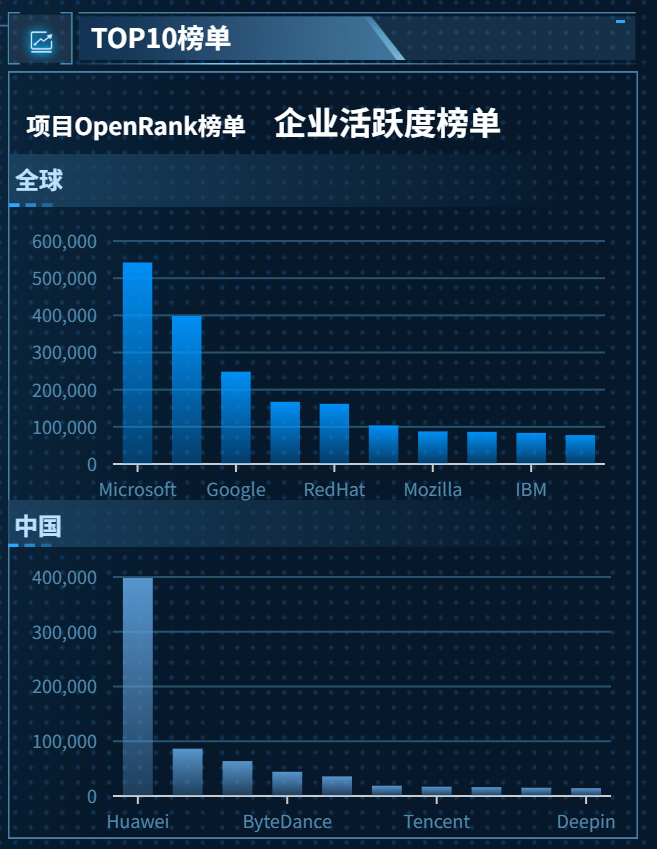 TOP10榜单
项目OpenRank榜单 企业活跃度榜单
全球
600,000
500,000
400,000
300,000
200,000
100,000
0
Microsoft Google RedHat Mozilla IBM
中国
400,000
300,000
200,000
100,000
0
Huawei ByteDance Tencent Deepin